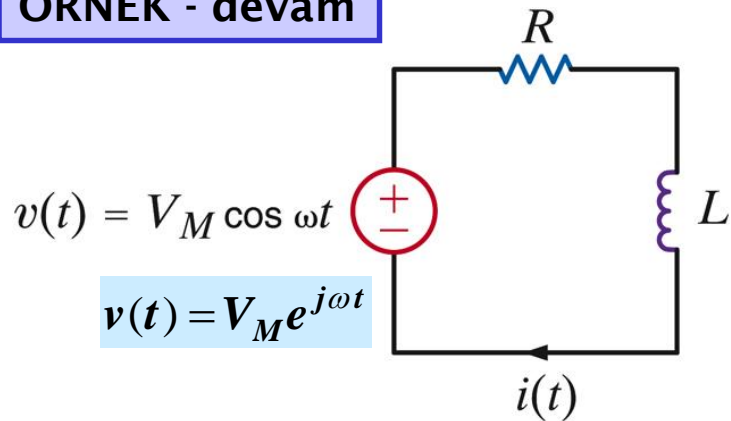 ÖRNEK - devam
R
v(t) = V_M cos ωt
+
−
L
v(t) = V_M e^{jωt}
i(t)